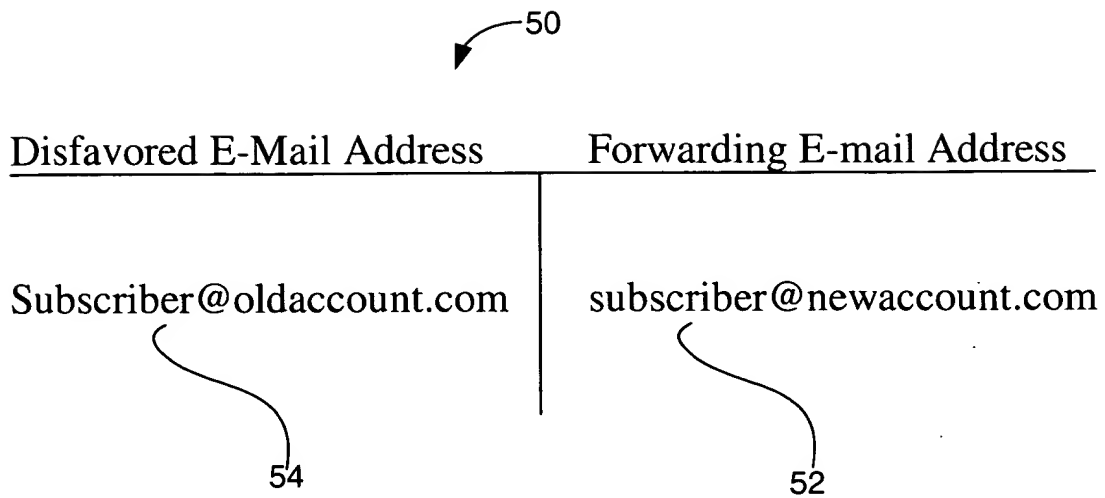 50
Disfavored E-Mail Address Forwarding E-mail Address
Subscriber@oldaccount.com subscriber@newaccount.com
54 52